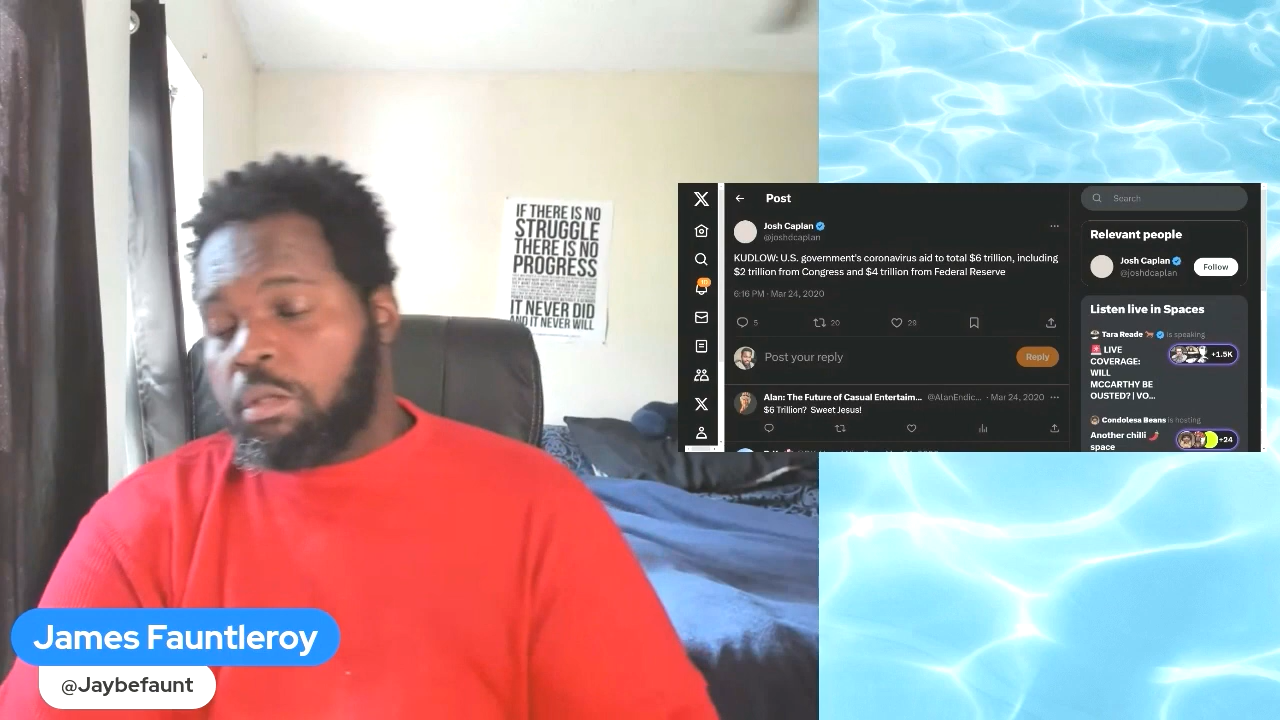 IF THERE IS NO
STRUGGLE
THERE IS NO
PROGRESS
IT NEVER DID
AND IT NEVER WILL
James Fauntleroy
@Jaybefaunt
Post
Josh Caplan
@joshdcaplan
KUDLOW: U.S. government's coronavirus aid to total $6 trillion, including
$2 trillion from Congress and $4 trillion from Federal Reserve
6:16 PM · Mar 24, 2020
5 20 29
Post your reply
Reply
Alan: The Future of Casual Entertaim... @AlanEndic... · Mar 24, 2020
$6 Trillion? Sweet Jesus!
Search
Relevant people
Josh Caplan
@joshdcaplan
Follow
Listen live in Spaces
Tara Reade is speaking
LIVE
COVERAGE:
WILL
MCCARTHY BE
OUSTED? | VO...
+1.5K
Condolesa Beans is hosting
Another chilli
space
+24